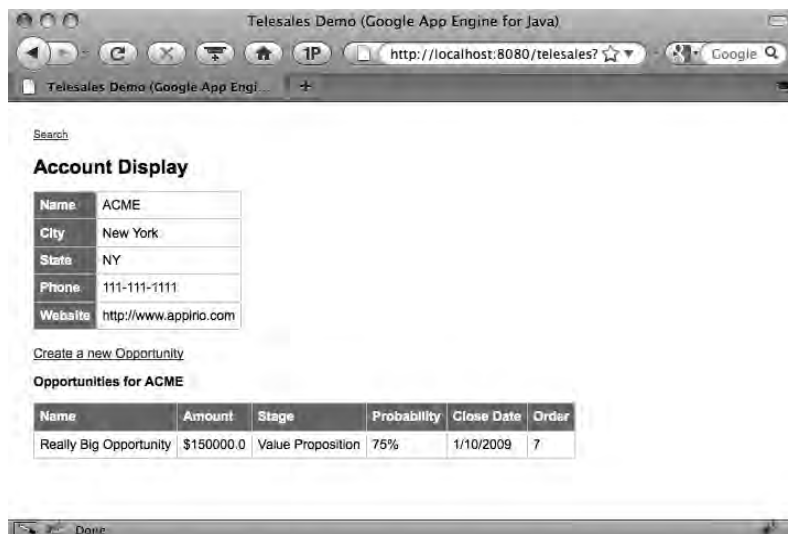 Telesales Demo (Google App Engine for Java)
1P
http://localhost:8080/telesales?
Google
Telesales Demo (Google App Engi...
Search
Account Display
Name ACME
City New York
State NY
Phone 111-111-1111
Website http://www.appirio.com
Create a new Opportunity
Opportunities for ACME
Name Amount Stage Probability Close Date Order
Really Big Opportunity $150000.0 Value Proposition 75% 1/10/2009 7
Done